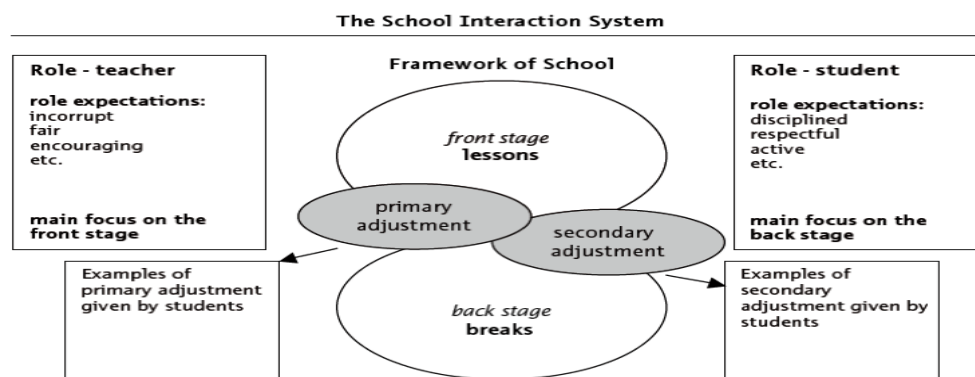 The School Interaction System
Role - teacher
role expectations:
incorrupt
fair
encouraging
etc.
main focus on the
front stage
Framework of School
front stage
lessons
primary
adjustment
secondary
adjustment
back stage
breaks
Role - student
role expectations:
disciplined
respectful
active
etc.
main focus on the
back stage
Examples of
primary adjustment
given by students
Examples of
secondary
adjustment given by
students